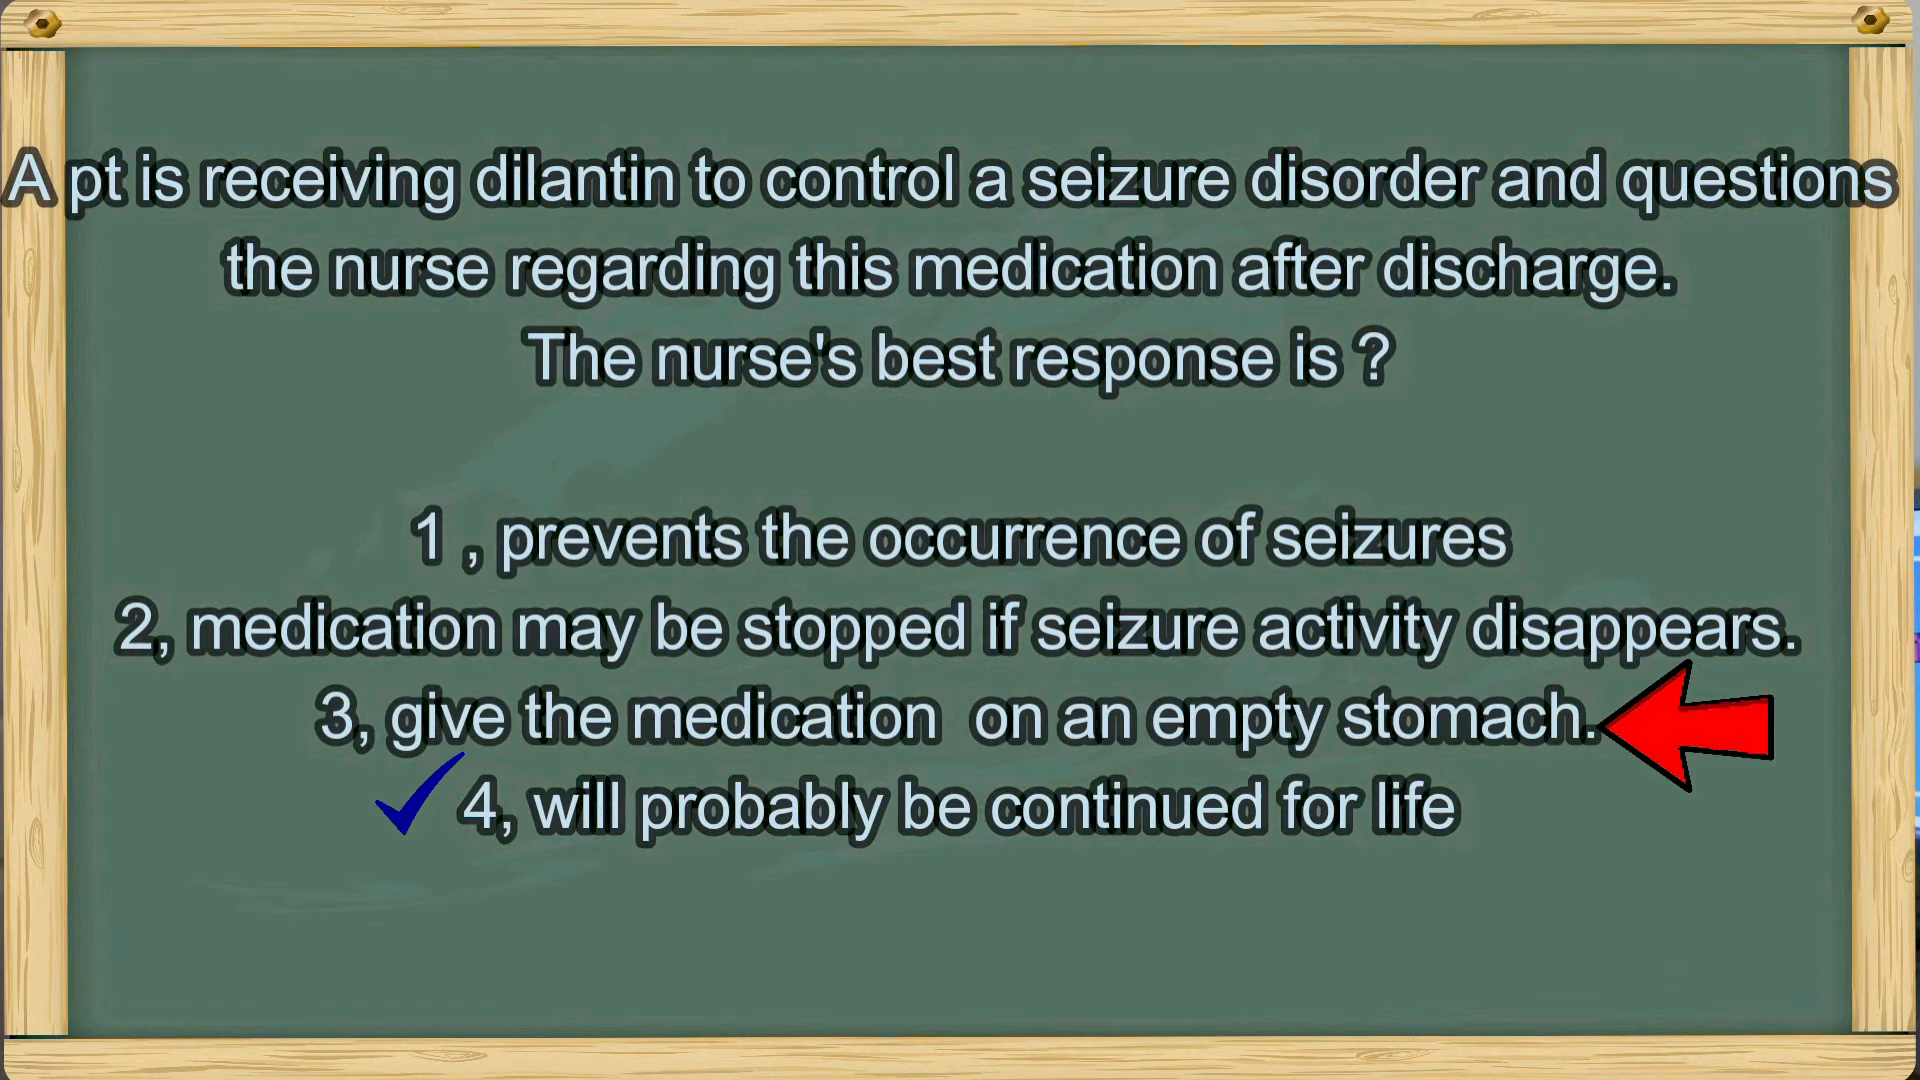 A pt is receiving dilantin to control a seizure disorder and questions
the nurse regarding this medication after discharge.
The nurse's best response is ?
1 , prevents the occurrence of seizures
2, medication may be stopped if seizure activity disappears.
3, give the medication  on an empty stomach.
4, will probably be continued for life